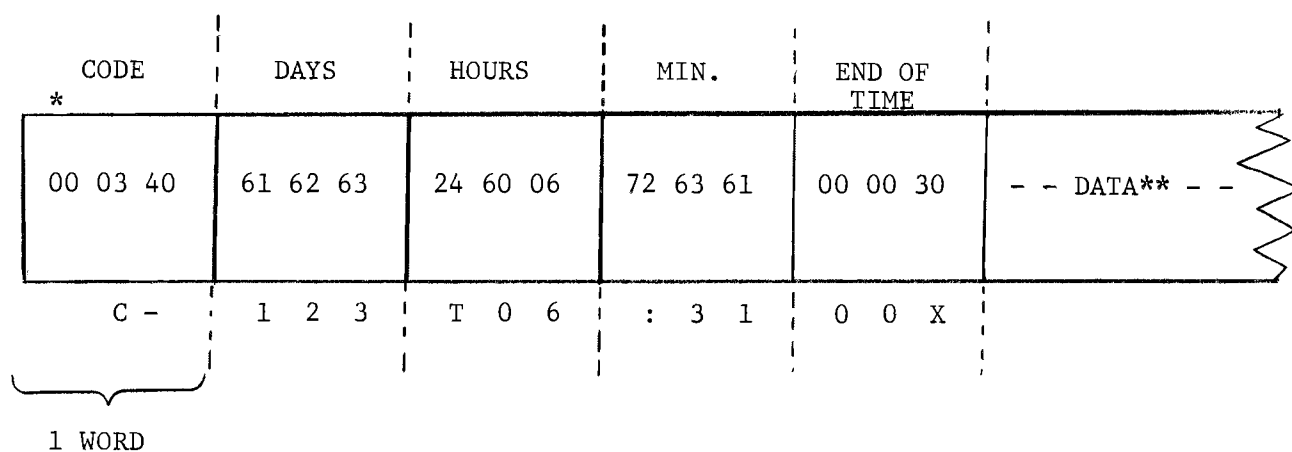 CODE DAYS HOURS MIN. END OF
* TIME
00 03 40 61 62 63 24 60 06 72 63 61 00 00 30 - - DATA** - -
C - 1 2 3 T 0 6 : 3 1 0 0 X
1 WORD